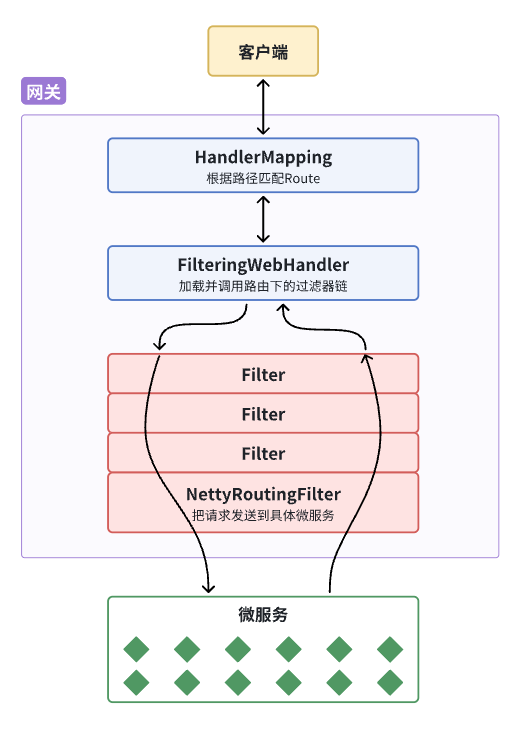 客户端
网关
HandlerMapping
根据路径匹配Route
FilteringWebHandler
加载并调用路由下的过滤器链
Filter
Filter
Filter
NettyRoutingFilter
把请求发送到具体微服务
微服务